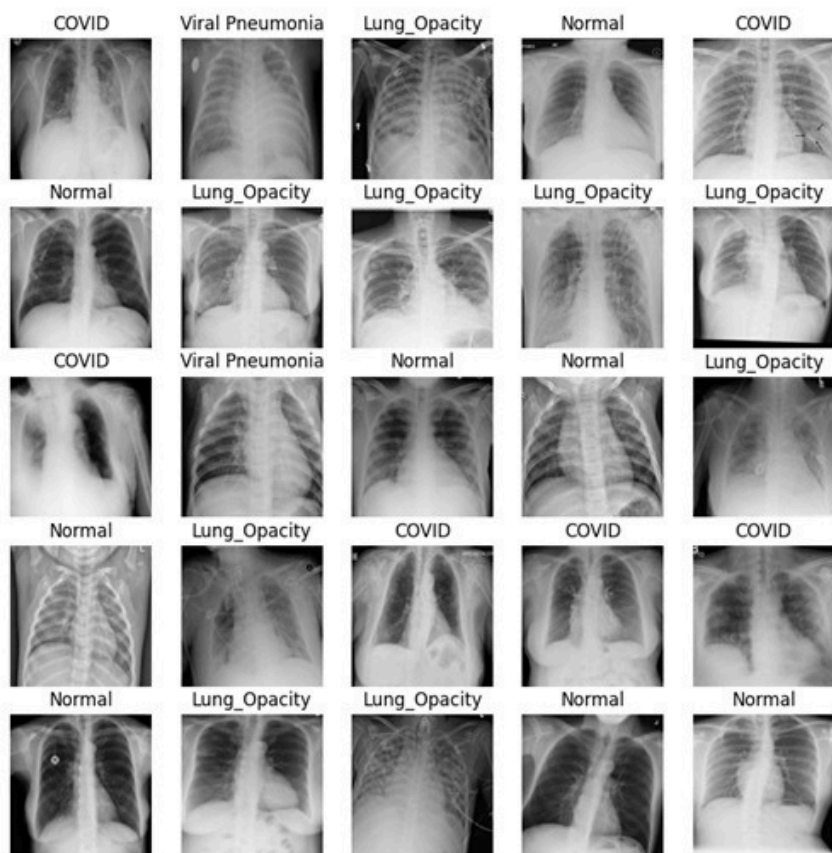 COVID Viral Pneumonia Lung_Opacity Normal COVID
Normal Lung_Opacity Lung_Opacity Lung_Opacity Lung_Opacity
COVID Viral Pneumonia Normal Normal Lung_Opacity
Normal Lung_Opacity COVID COVID COVID
Normal Lung_Opacity Lung_Opacity Normal Normal